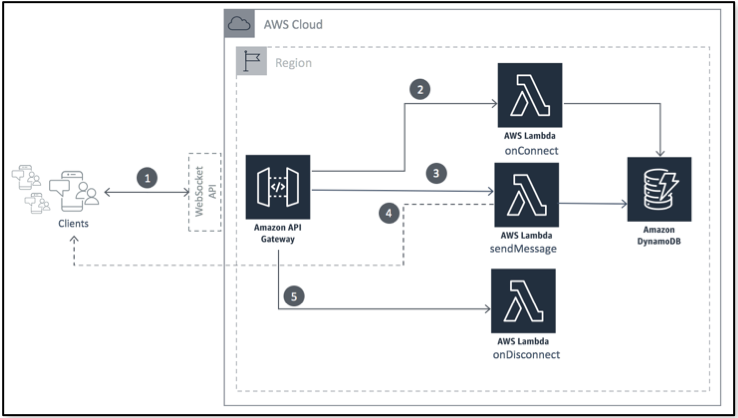 AWS Cloud
Region
2
AWS Lambda
onConnect
1
WebSocket
API
Clients
Amazon API
Gateway
3
4
AWS Lambda
sendMessage
Amazon
DynamoDB
5
AWS Lambda
onDisconnect